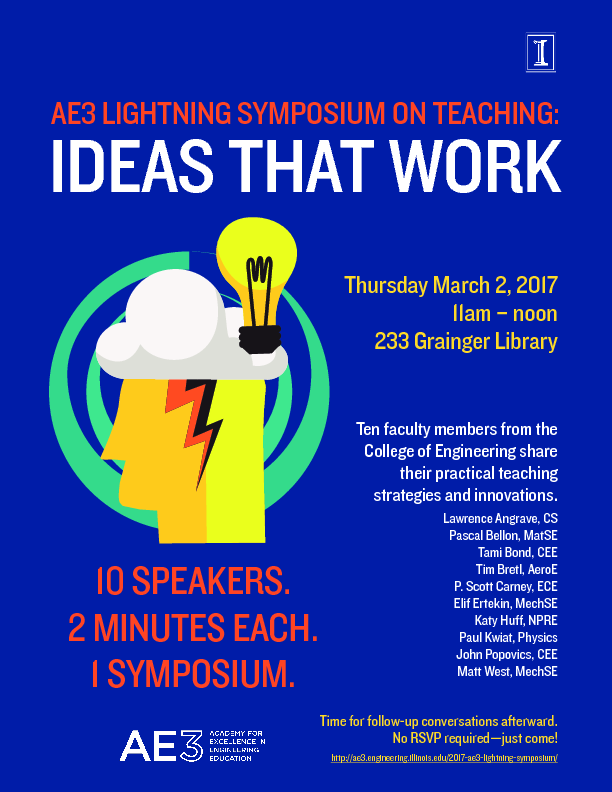 I
AE3 LIGHTNING SYMPOSIUM ON TEACHING:
IDEAS THAT WORK
Thursday March 2, 2017
11am – noon
233 Grainger Library
Ten faculty members from the
College of Engineering share
their practical teaching
strategies and innovations.
Lawrence Angrave, CS
Pascal Bellon, MatSE
Tami Bond, CEE
Tim Bretl, AeroE
P. Scott Carney, ECE
Elif Ertekin, MechSE
Katy Huff, NPRE
Paul Kwiat, Physics
John Popovics, CEE
Matt West, MechSE
10 SPEAKERS.
2 MINUTES EACH.
1 SYMPOSIUM.
Time for follow-up conversations afterward.
No RSVP required—just come!
http://ae3.engineering.illinois.edu/2017-ae3-lightning-symposium/
AE3
ACADEMY FOR
EXCELLENCE IN
ENGINEERING
EDUCATION